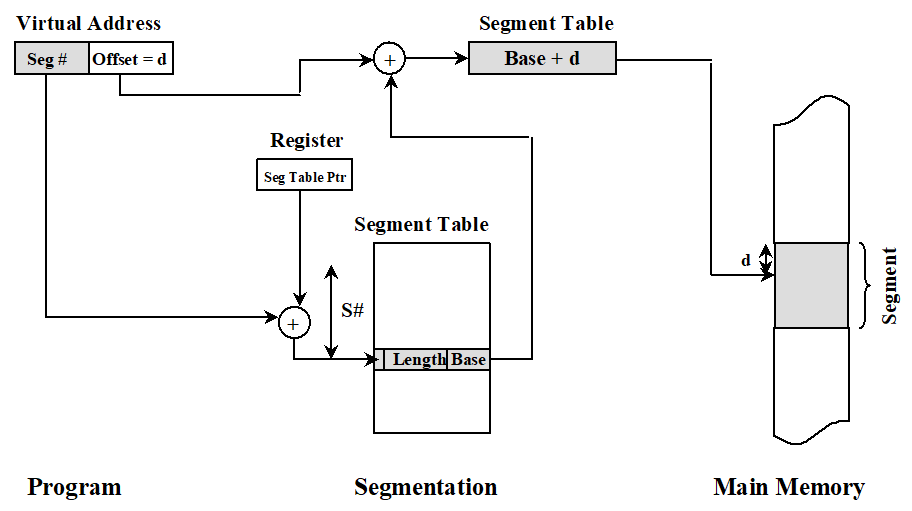 Virtual Address
Segment Table
Seg # Offset = d
+
Base + d
Register
Seg Table Ptr
Segment Table
d
Segment
S#
+
Length Base
Program
Segmentation
Main Memory